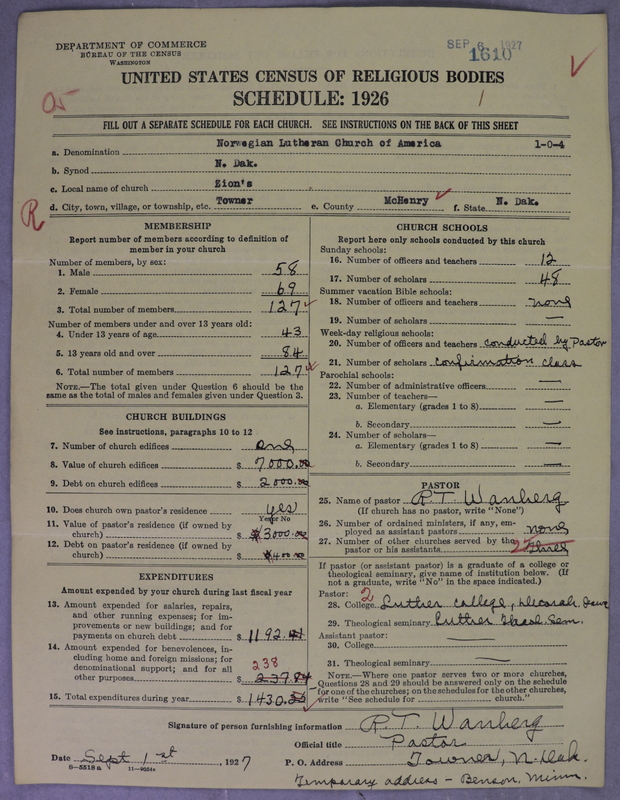 DEPARTMENT OF COMMERCE
BUREAU OF THE CENSUS
WASHINGTON
SEP 6 1927
1610
UNITED STATES CENSUS OF RELIGIOUS BODIES
SCHEDULE: 1926
FILL OUT A SEPARATE SCHEDULE FOR EACH CHURCH. SEE INSTRUCTIONS ON THE BACK OF THIS SHEET
a. Denomination Norwegian Lutheran Church of America 1-0-4
b. Synod N. Dak.
c. Local name of church Zion's
d. City, town, village, or township, etc. Towner e. County McHenry f. State N. Dak.
R
MEMBERSHIP
Report number of members according to definition of
member in your church
Number of members, by sex:
1. Male 58
2. Female 69
3. Total number of members 127
Number of members under and over 13 years old:
4. Under 13 years of age 43
5. 13 years old and over 84
6. Total number of members 127
NOTE.—The total given under Question 6 should be the
same as the total of males and females given under Question 3.
CHURCH BUILDINGS
See instructions, paragraphs 10 to 12
7. Number of church edifices one
8. Value of church edifices $ 7000.00
9. Debt on church edifices $ 2000.00
10. Does church own pastor's residence yes
Yes or No
11. Value of pastor's residence (if owned by
church) $ 3000.00
12. Debt on pastor's residence (if owned by
church) $ 400.00
EXPENDITURES
Amount expended by your church during last fiscal year
13. Amount expended for salaries, repairs,
and other running expenses; for im-
provements or new buildings; and for
payments on church debt $ 1192.41
14. Amount expended for benevolences, in-
cluding home and foreign missions; for
denominational support; and for all
other purposes $ 237.84
238
15. Total expenditures during year $ 1430.25
CHURCH SCHOOLS
Report here only schools conducted by this church
Sunday schools:
16. Number of officers and teachers 12
17. Number of scholars 48
Summer vacation Bible schools:
18. Number of officers and teachers none
19. Number of scholars —
Week-day religious schools:
20. Number of officers and teachers conducted by Pastor
21. Number of scholars confirmation class
Parochial schools:
22. Number of administrative officers —
23. Number of teachers—
a. Elementary (grades 1 to 8) —
b. Secondary —
24. Number of scholars—
a. Elementary (grades 1 to 8) —
b. Secondary —
PASTOR
25. Name of pastor R.T. Wanberg
(If church has no pastor, write "None")
26. Number of ordained ministers, if any, em-
ployed as assistant pastors none
27. Number of other churches served by the
pastor or his assistants 2 three
If pastor (or assistant pastor) is a graduate of a college or
theological seminary, give name of institution below. (If
not a graduate, write "No" in the space indicated.)
Pastor: 2
28. College Luther College, Decorah, Iowa
29. Theological seminary Luther Theol. Sem.
Assistant pastor:
30. College —
31. Theological seminary —
NOTE.—Where one pastor serves two or more churches,
Questions 28 and 29 should be answered only on the schedule
for one of the churches; on the schedules for the other churches,
write "See schedule for church."
Signature of person furnishing information R.T. Wanberg
Official title Pastor
Date Sept 1st, 1927 P. O. Address Towner, N. Dak.
6—5518 a 11—9024a
Temporary address - Benson, Minn.